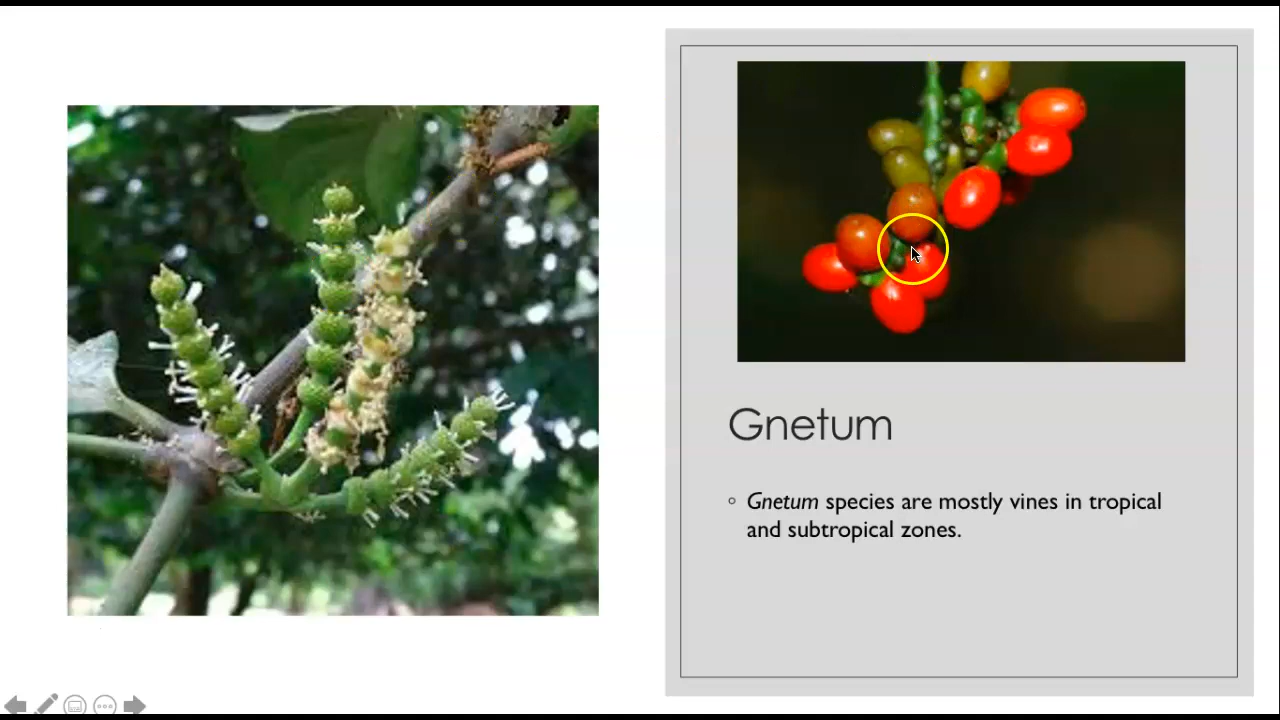 Gnetum
Gnetum species are mostly vines in tropical
and subtropical zones.